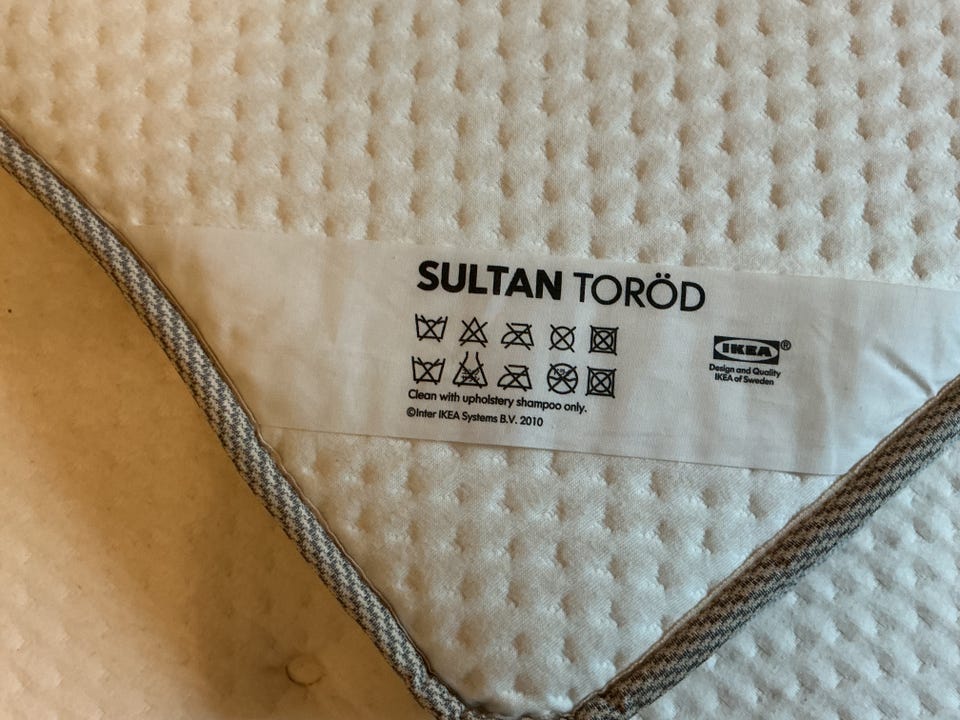 SULTAN TORÖD
IKEA®
Design and Quality
IKEA of Sweden
Clean with upholstery shampoo only.
©Inter IKEA Systems B.V. 2010